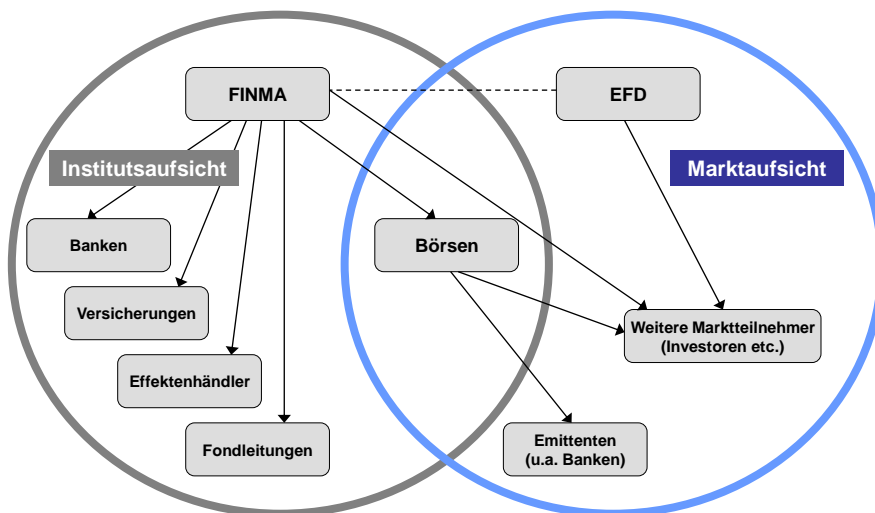 FINMA
EFD
Institutsaufsicht
Marktaufsicht
Banken
Börsen
Versicherungen
Weitere Marktteilnehmer
(Investoren etc.)
Effektenhändler
Fondleitungen
Emittenten
(u.a. Banken)